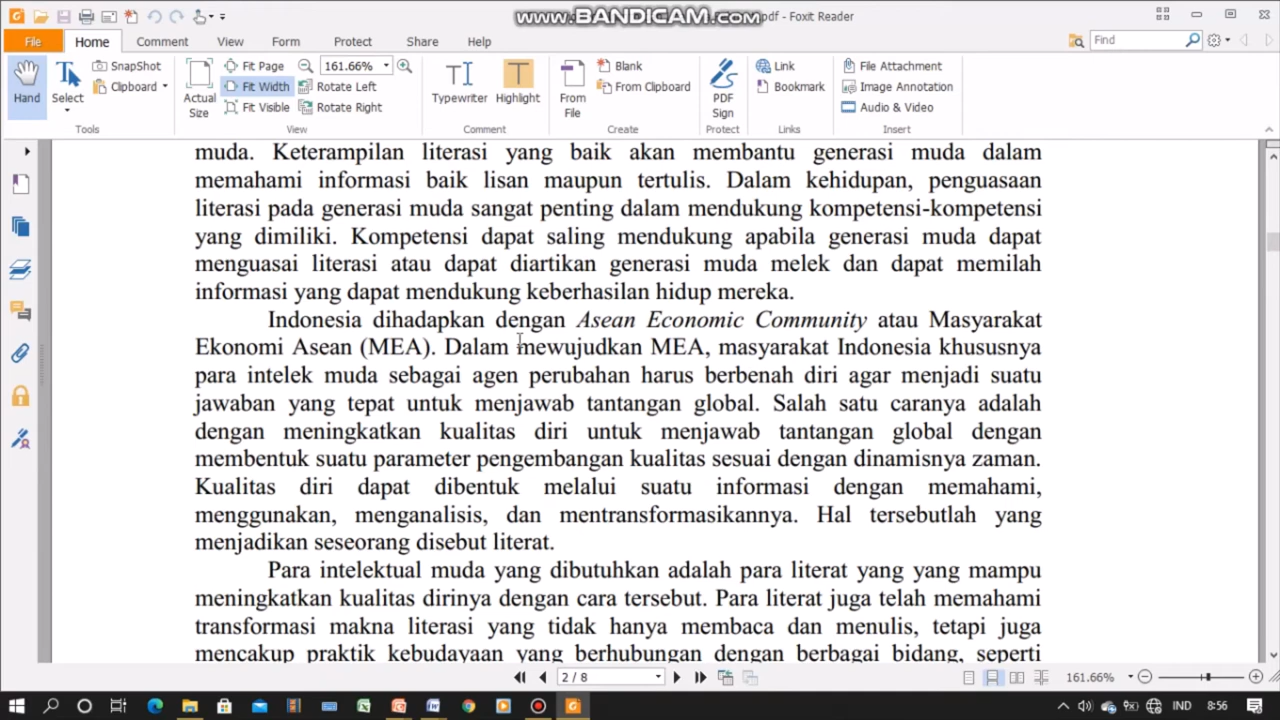 www.BANDICAM.com
pdf - Foxit Reader
File Home Comment View Form Protect Share Help
Find
Hand
Select
SnapShot
Clipboard
Actual Size
Fit Page
Fit Width
Fit Visible
161.66%
Rotate Left
Rotate Right
Typewriter
Highlight
From File
Blank
From Clipboard
PDF Sign
Link
Bookmark
File Attachment
Image Annotation
Audio & Video
Tools View Comment Create Protect Links Insert
muda. Keterampilan literasi yang baik akan membantu generasi muda dalam
memahami informasi baik lisan maupun tertulis. Dalam kehidupan, penguasaan
literasi pada generasi muda sangat penting dalam mendukung kompetensi-kompetensi
yang dimiliki. Kompetensi dapat saling mendukung apabila generasi muda dapat
menguasai literasi atau dapat diartikan generasi muda melek dan dapat memilah
informasi yang dapat mendukung keberhasilan hidup mereka.
Indonesia dihadapkan dengan Asean Economic Community atau Masyarakat
Ekonomi Asean (MEA). Dalam mewujudkan MEA, masyarakat Indonesia khususnya
para intelek muda sebagai agen perubahan harus berbenah diri agar menjadi suatu
jawaban yang tepat untuk menjawab tantangan global. Salah satu caranya adalah
dengan meningkatkan kualitas diri untuk menjawab tantangan global dengan
membentuk suatu parameter pengembangan kualitas sesuai dengan dinamisnya zaman.
Kualitas diri dapat dibentuk melalui suatu informasi dengan memahami,
menggunakan, menganalisis, dan mentransformasikannya. Hal tersebutlah yang
menjadikan seseorang disebut literat.
Para intelektual muda yang dibutuhkan adalah para literat yang yang mampu
meningkatkan kualitas dirinya dengan cara tersebut. Para literat juga telah memahami
transformasi makna literasi yang tidak hanya membaca dan menulis, tetapi juga
mencakup praktik kebudayaan yang berhubungan dengan berbagai bidang, seperti
2 / 8
161.66%
IND 8:56